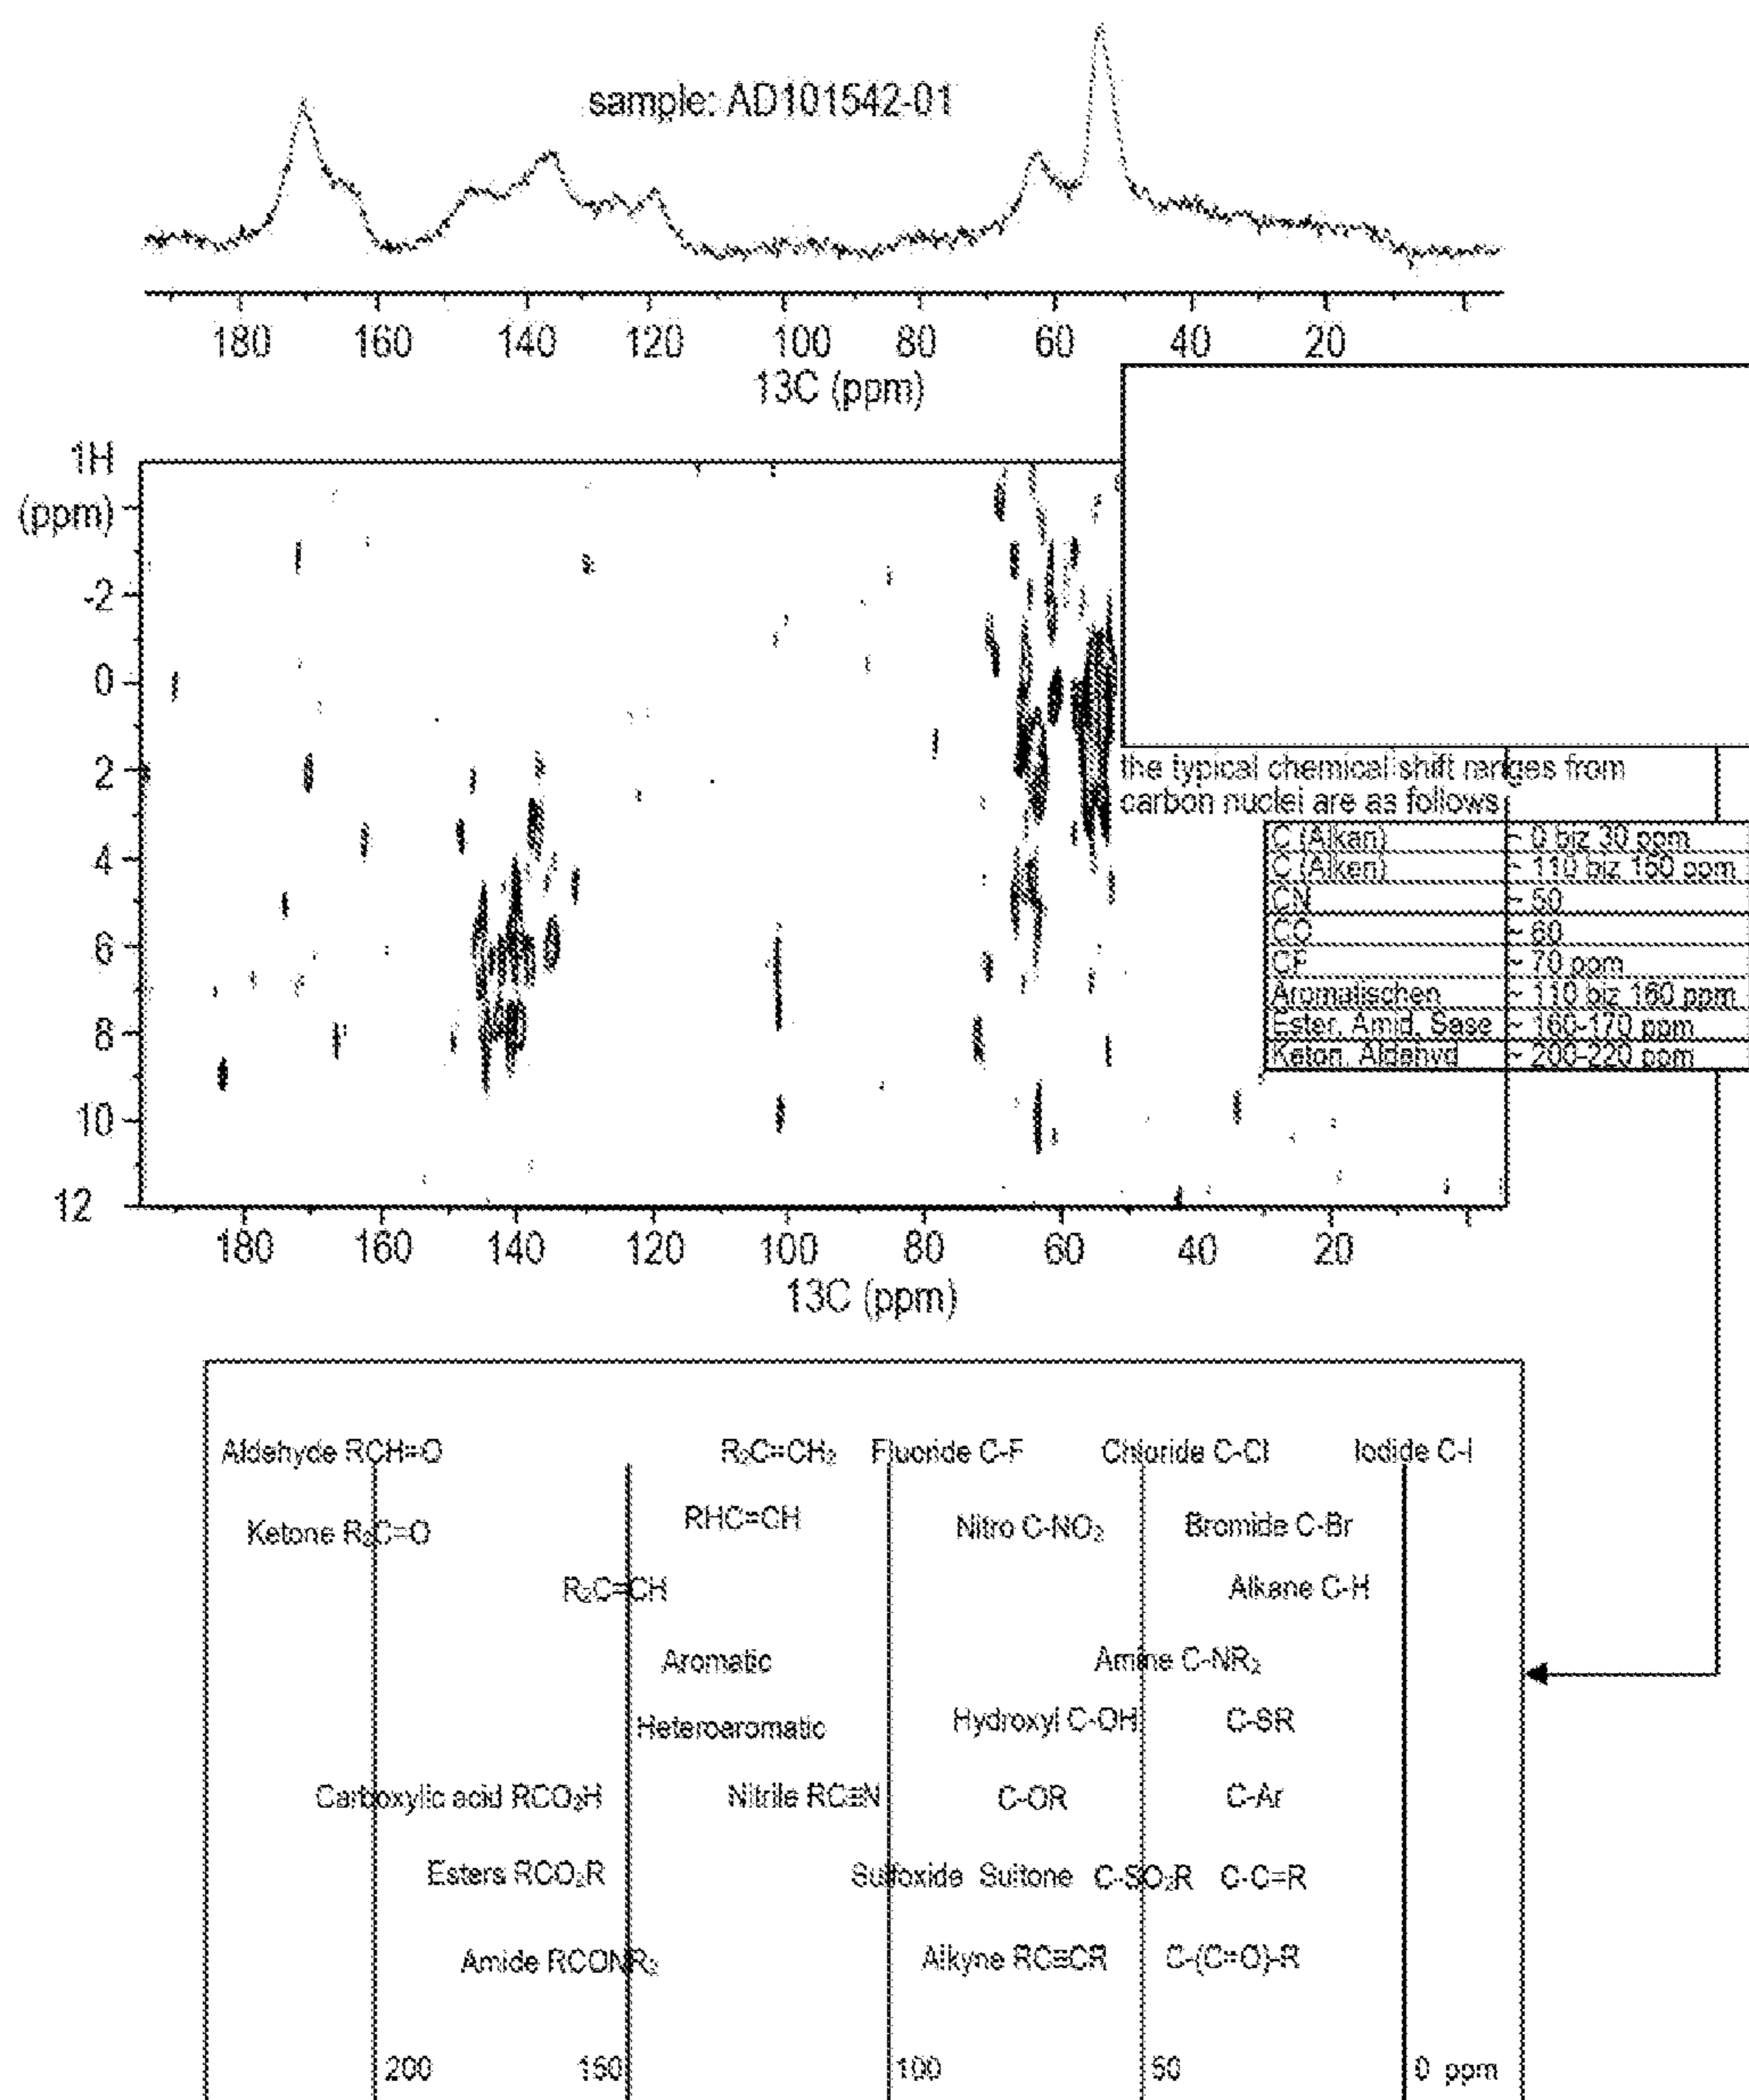 sample: AD101542-01
180 160 140 120 100 80 60 40 20
13C (ppm)
1H
(ppm)
-2
0
2
4
6
8
10
12
180 160 140 120 100 80 60 40 20
13C (ppm)
the typical chemical shift ranges from
carbon nuclei are as follows
C (Alkan) ~ 0 biz 30 ppm
C (Alken) ~ 110 biz 150 ppm
CN ~ 50
CO ~ 60
CF ~ 70 ppm
Aromatischen ~ 110 biz 160 ppm
Ester, Amid, Sase ~ 160-170 ppm
Keton, Aldehyd ~ 200-220 ppm
Aldehyde RCH=O R₂C=CH₂ Fluoride C-F Chloride C-Cl Iodide C-I
Ketone R₂C=O RHC=CH Nitro C-NO₂ Bromide C-Br
R₂C=CH Alkane C-H
Aromatic Amine C-NR₂
Heteroaromatic Hydroxyl C-OH C-SR
Carboxylic acid RCO₂H Nitrile RC≡N C-OR C-Ar
Esters RCO₂R Sulfoxide Sultone C-SO₂R C-C=R
Amide RCONR₂ Alkyne RC≡CR C-(C=O)-R
200 150 100 50 0 ppm